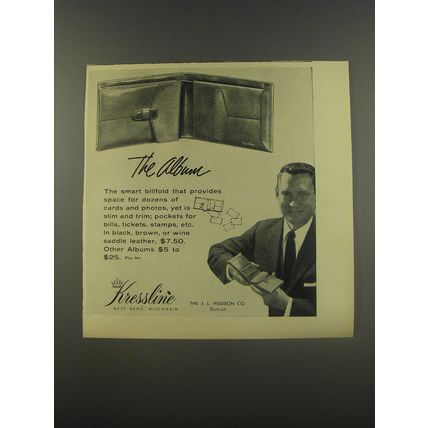 The Album
The smart billfold that provides
space for dozens of
cards and photos, yet is
slim and trim; pockets for
bills, tickets, stamps, etc.
In black, brown, or wine
saddle leather, $7.50.
Other Albums $5 to
$25. Plus tax
Kressline
WEST BEND, WISCONSIN
THE J. L. HUDSON CO.
Detroit